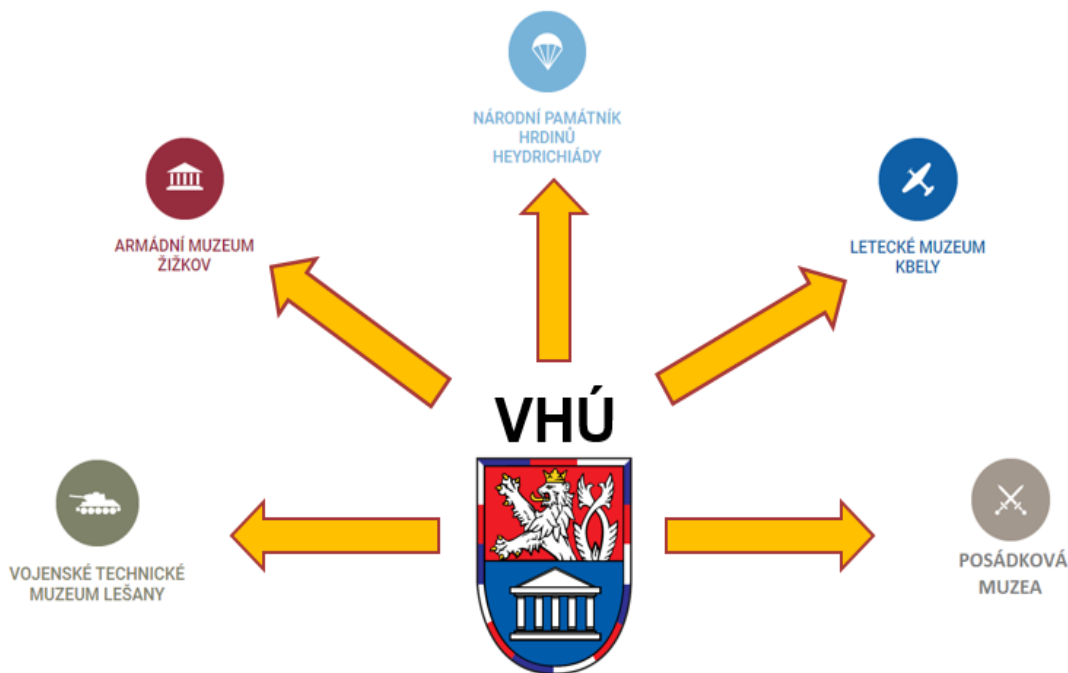 NÁRODNÍ PAMÁTNÍK
HRDINŮ
HEYDRICHIÁDY
ARMÁDNÍ MUZEUM
ŽIŽKOV
LETECKÉ MUZEUM
KBELY
VHÚ
VOJENSKÉ TECHNICKÉ
MUZEUM LEŠANY
POSÁDKOVÁ
MUZEA